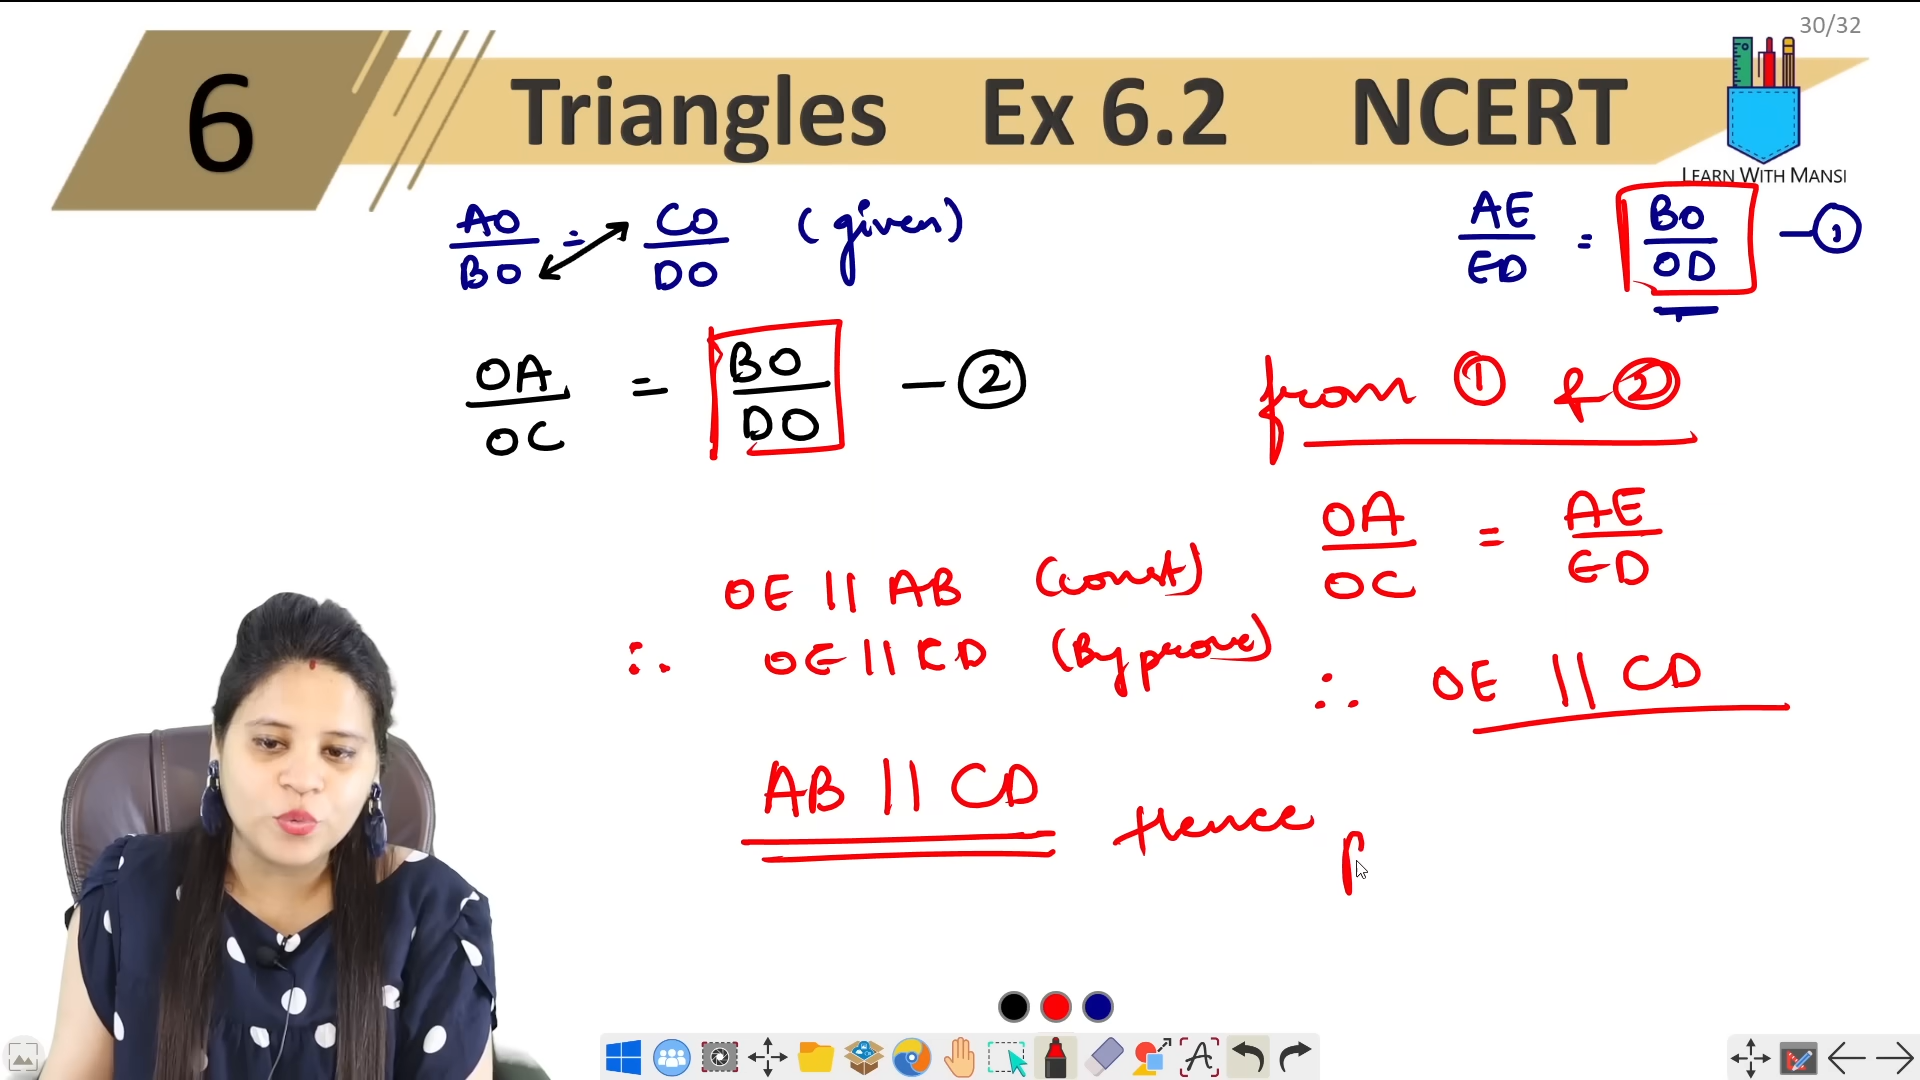 30/32
6 Triangles Ex 6.2 NCERT
LEARN WITH MANSI
AO/BO = CO/DO (given)
OA/OC = BO/DO — ②
AE/ED = BO/OD — ①
from ① & ②
OA/OC = AE/ED
∴ OE || CD
OE || AB (const)
∴ OE || CD (By prove)
AB || CD Hence p